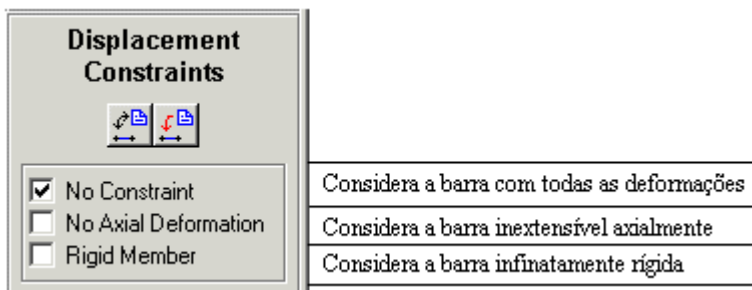 Displacement
Constraints
No Constraint
No Axial Deformation
Rigid Member
Considera a barra com todas as deformações
Considera a barra inextensível axialmente
Considera a barra infinatamente rígida